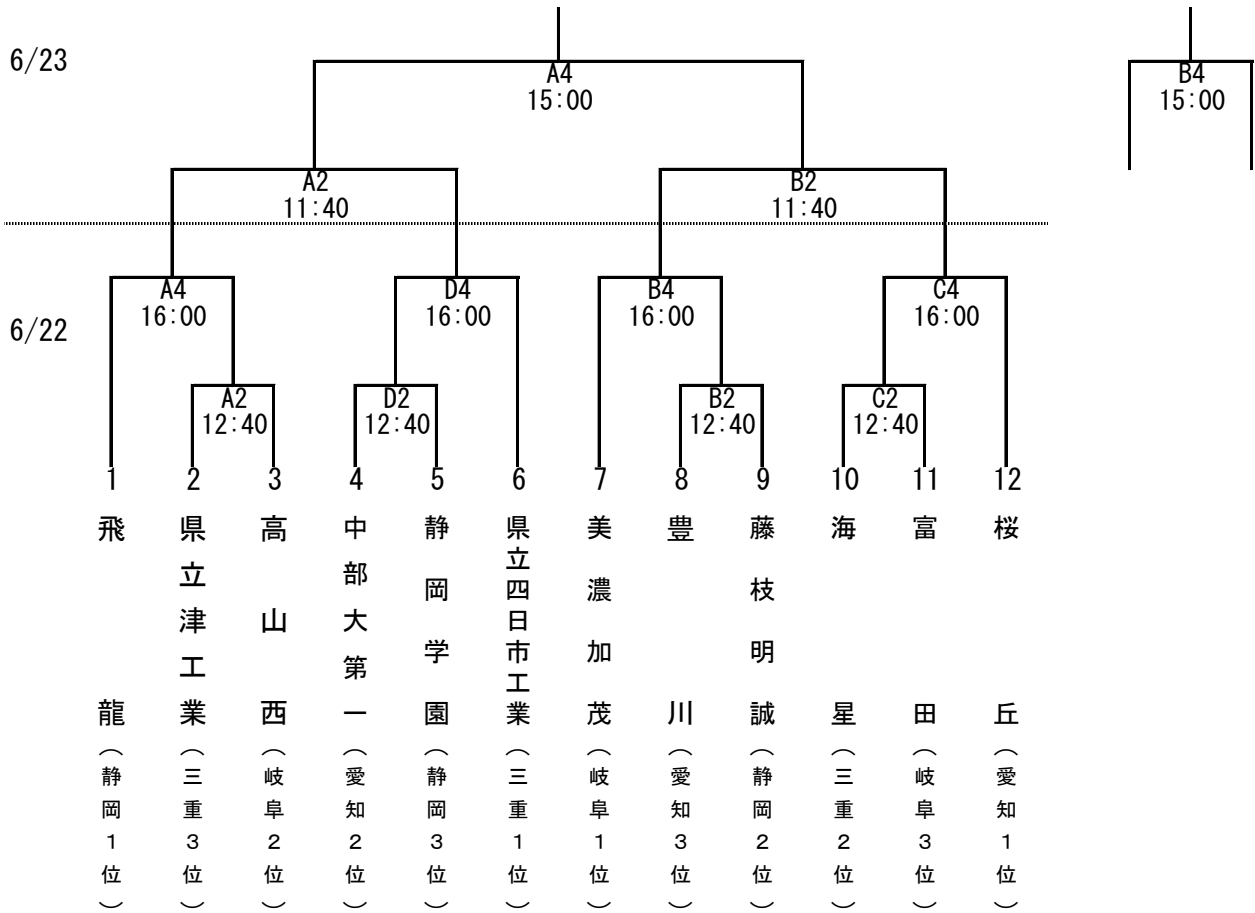 6/23
A4
15:00
B4
15:00
A2
11:40
B2
11:40
6/22
A4
16:00
D4
16:00
B4
16:00
C4
16:00
A2
12:40
D2
12:40
B2
12:40
C2
12:40
1
飛龍
(静岡1位)
2
県立津工業
(三重3位)
3
高山西
(岐阜2位)
4
中部大第一
(愛知2位)
5
静岡学園
(静岡3位)
6
県立四日市工業
(三重1位)
7
美濃加茂
(岐阜1位)
8
豊川
(愛知3位)
9
藤枝明誠
(静岡2位)
10
海星
(三重2位)
11
富田
(岐阜3位)
12
桜丘
(愛知1位)